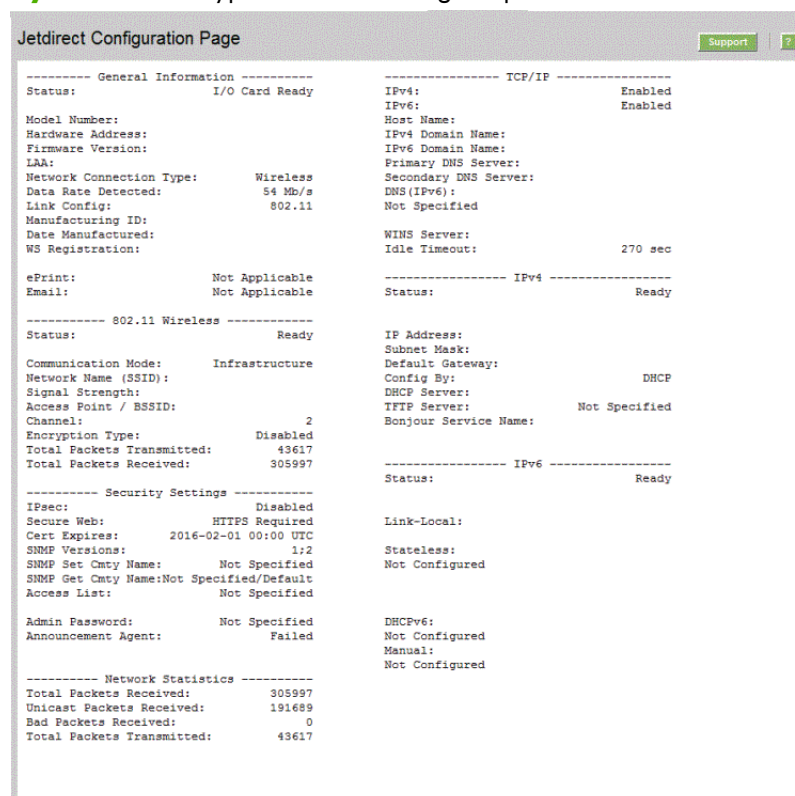 Jetdirect Configuration Page
Support
?
--------- General Information ----------
Status: I/O Card Ready
Model Number:
Hardware Address:
Firmware Version:
LAA:
Network Connection Type: Wireless
Data Rate Detected: 54 Mb/s
Link Config: 802.11
Manufacturing ID:
Date Manufactured:
WS Registration:
ePrint: Not Applicable
Email: Not Applicable
----------- 802.11 Wireless ------------
Status: Ready
Communication Mode: Infrastructure
Network Name (SSID):
Signal Strength:
Access Point / BSSID:
Channel: 2
Encryption Type: Disabled
Total Packets Transmitted: 43617
Total Packets Received: 305997
---------- Security Settings -----------
IPsec: Disabled
Secure Web: HTTPS Required
Cert Expires: 2016-02-01 00:00 UTC
SNMP Versions: 1;2
SNMP Set Cmty Name: Not Specified
SNMP Get Cmty Name:Not Specified/Default
Access List: Not Specified
Admin Password: Not Specified
Announcement Agent: Failed
---------- Network Statistics ----------
Total Packets Received: 305997
Unicast Packets Received: 191689
Bad Packets Received: 0
Total Packets Transmitted: 43617
---------------- TCP/IP ----------------
IPv4: Enabled
IPv6: Enabled
Host Name:
IPv4 Domain Name:
IPv6 Domain Name:
Primary DNS Server:
Secondary DNS Server:
DNS(IPv6):
Not Specified
WINS Server:
Idle Timeout: 270 sec
----------------- IPv4 -----------------
Status: Ready
IP Address:
Subnet Mask:
Default Gateway:
Config By: DHCP
DHCP Server:
TFTP Server: Not Specified
Bonjour Service Name:
----------------- IPv6 -----------------
Status: Ready
Link-Local:
Stateless:
Not Configured
DHCPv6:
Not Configured
Manual:
Not Configured